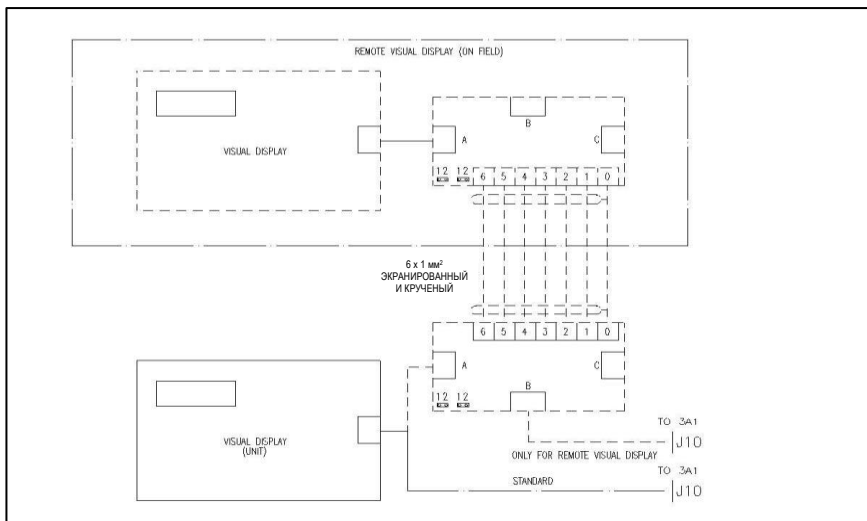 REMOTE VISUAL DISPLAY (ON FIELD)
VISUAL DISPLAY
A
B
C
12 12
6 5 4 3 2 1 0
6 x 1 мм²
ЭКРАНИРОВАННЫЙ
И КРУЧЕНЫЙ
6 5 4 3 2 1 0
A
B
C
12 12
VISUAL DISPLAY
(UNIT)
TO 3A1
J10
ONLY FOR REMOTE VISUAL DISPLAY
TO 3A1
J10
STANDARD